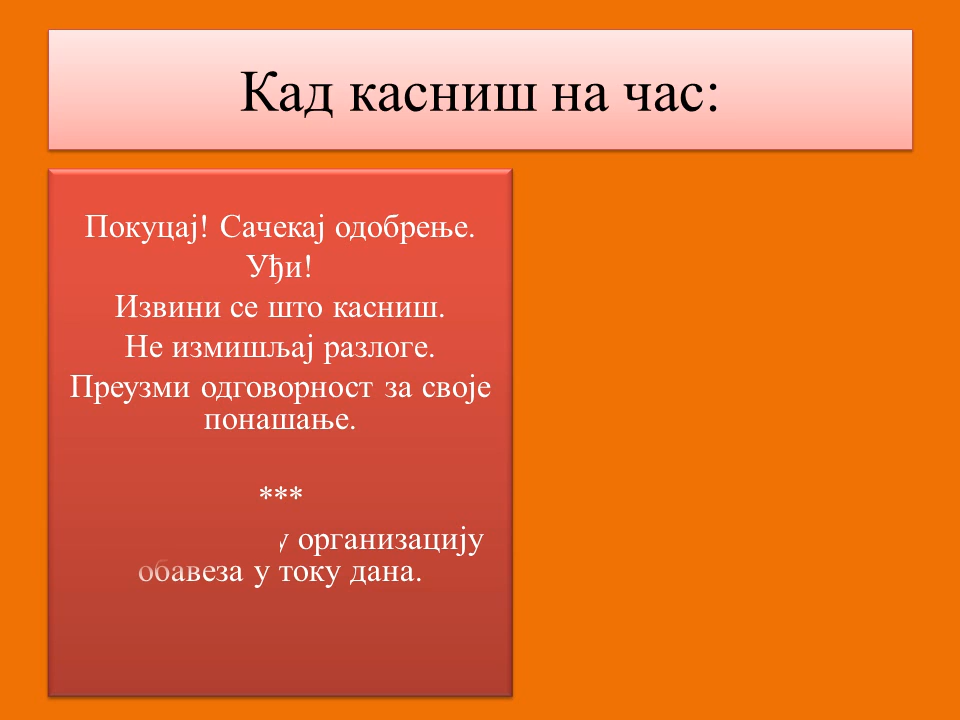 Кад касниш на час:
Покуцај! Сачекај одобрење.
Уђи!
Извини се што касниш.
Не измишљај разлоге.
Преузми одговорност за своје
понашање.
***
у организацију
обавеза у току дана.